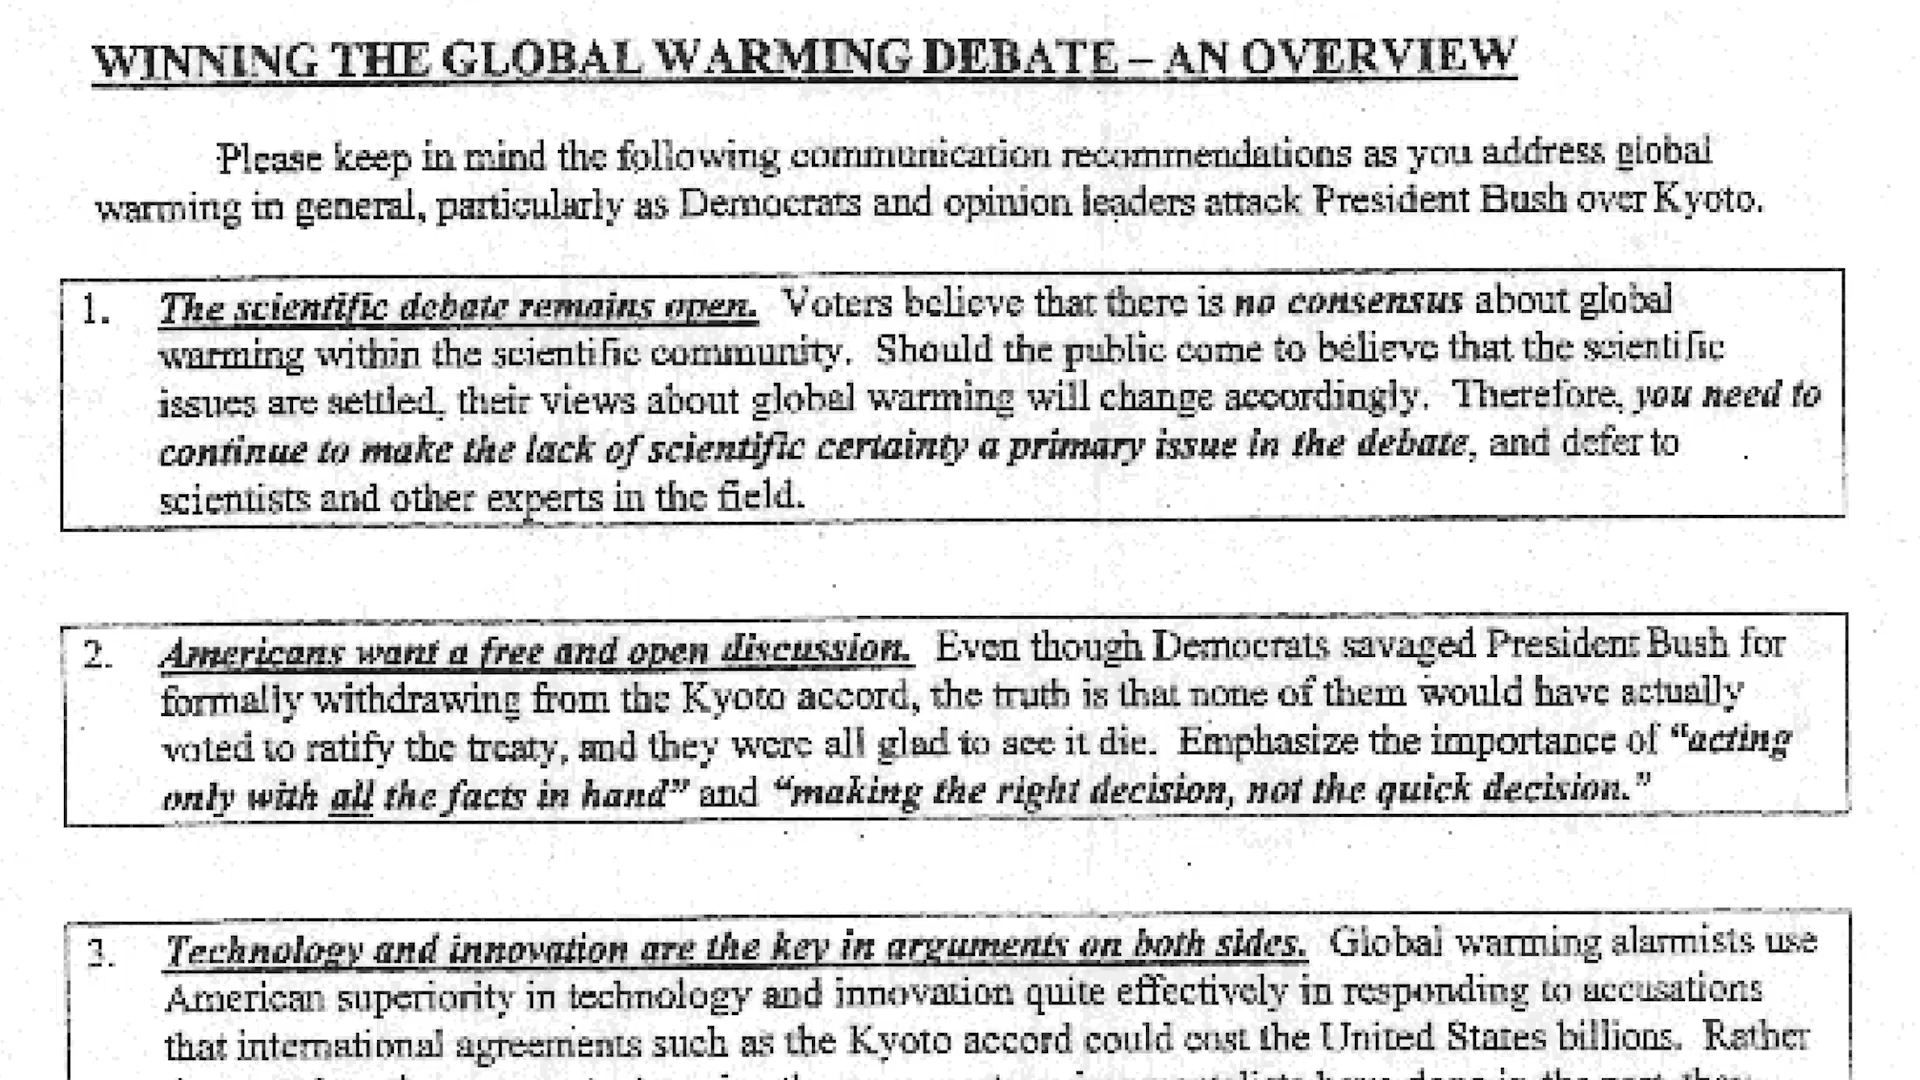 WINNING THE GLOBAL WARMING DEBATE – AN OVERVIEW
Please keep in mind the following communication recommendations as you address global
warming in general, particularly as Democrats and opinion leaders attack President Bush over Kyoto.
1. The scientific debate remains open. Voters believe that there is no consensus about global
warming within the scientific community. Should the public come to believe that the scientific
issues are settled, their views about global warming will change accordingly. Therefore, you need to
continue to make the lack of scientific certainty a primary issue in the debate, and defer to
scientists and other experts in the field.
2. Americans want a free and open discussion. Even though Democrats savaged President Bush for
formally withdrawing from the Kyoto accord, the truth is that none of them would have actually
voted to ratify the treaty, and they were all glad to see it die. Emphasize the importance of “acting
only with all the facts in hand” and “making the right decision, not the quick decision.”
3. Technology and innovation are the key in arguments on both sides. Global warming alarmists use
American superiority in technology and innovation quite effectively in responding to accusations
that international agreements such as the Kyoto accord could cost the United States billions. Rather